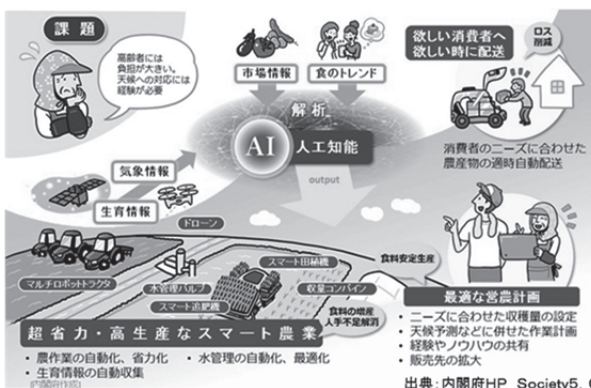 課題
高齢者には
負担が大きい。
天候への対応には
経験が必要
市場情報
食のトレンド
欲しい消費者へ
欲しい時に配送
ロス
削減
解析
AI 人工知能
output
消費者のニーズに合わせた
農産物の適時自動配送
気象情報
生育情報
ドローン
マルチロボットトラクタ
水管理バルブ
スマート田植機
スマート追肥機
収量コンバイン
食料安定生産
食料の増産
人手不足解消
超省力・高生産なスマート農業
・農作業の自動化、省力化 ・水管理の自動化、最適化
・生育情報の自動収集
[内閣府作成]
最適な営農計画
・ニーズに合わせた収穫量の設定
・天候予測などに併せた作業計画
・経験やノウハウの共有
・販売先の拡大
出典:内閣府HP Society5.